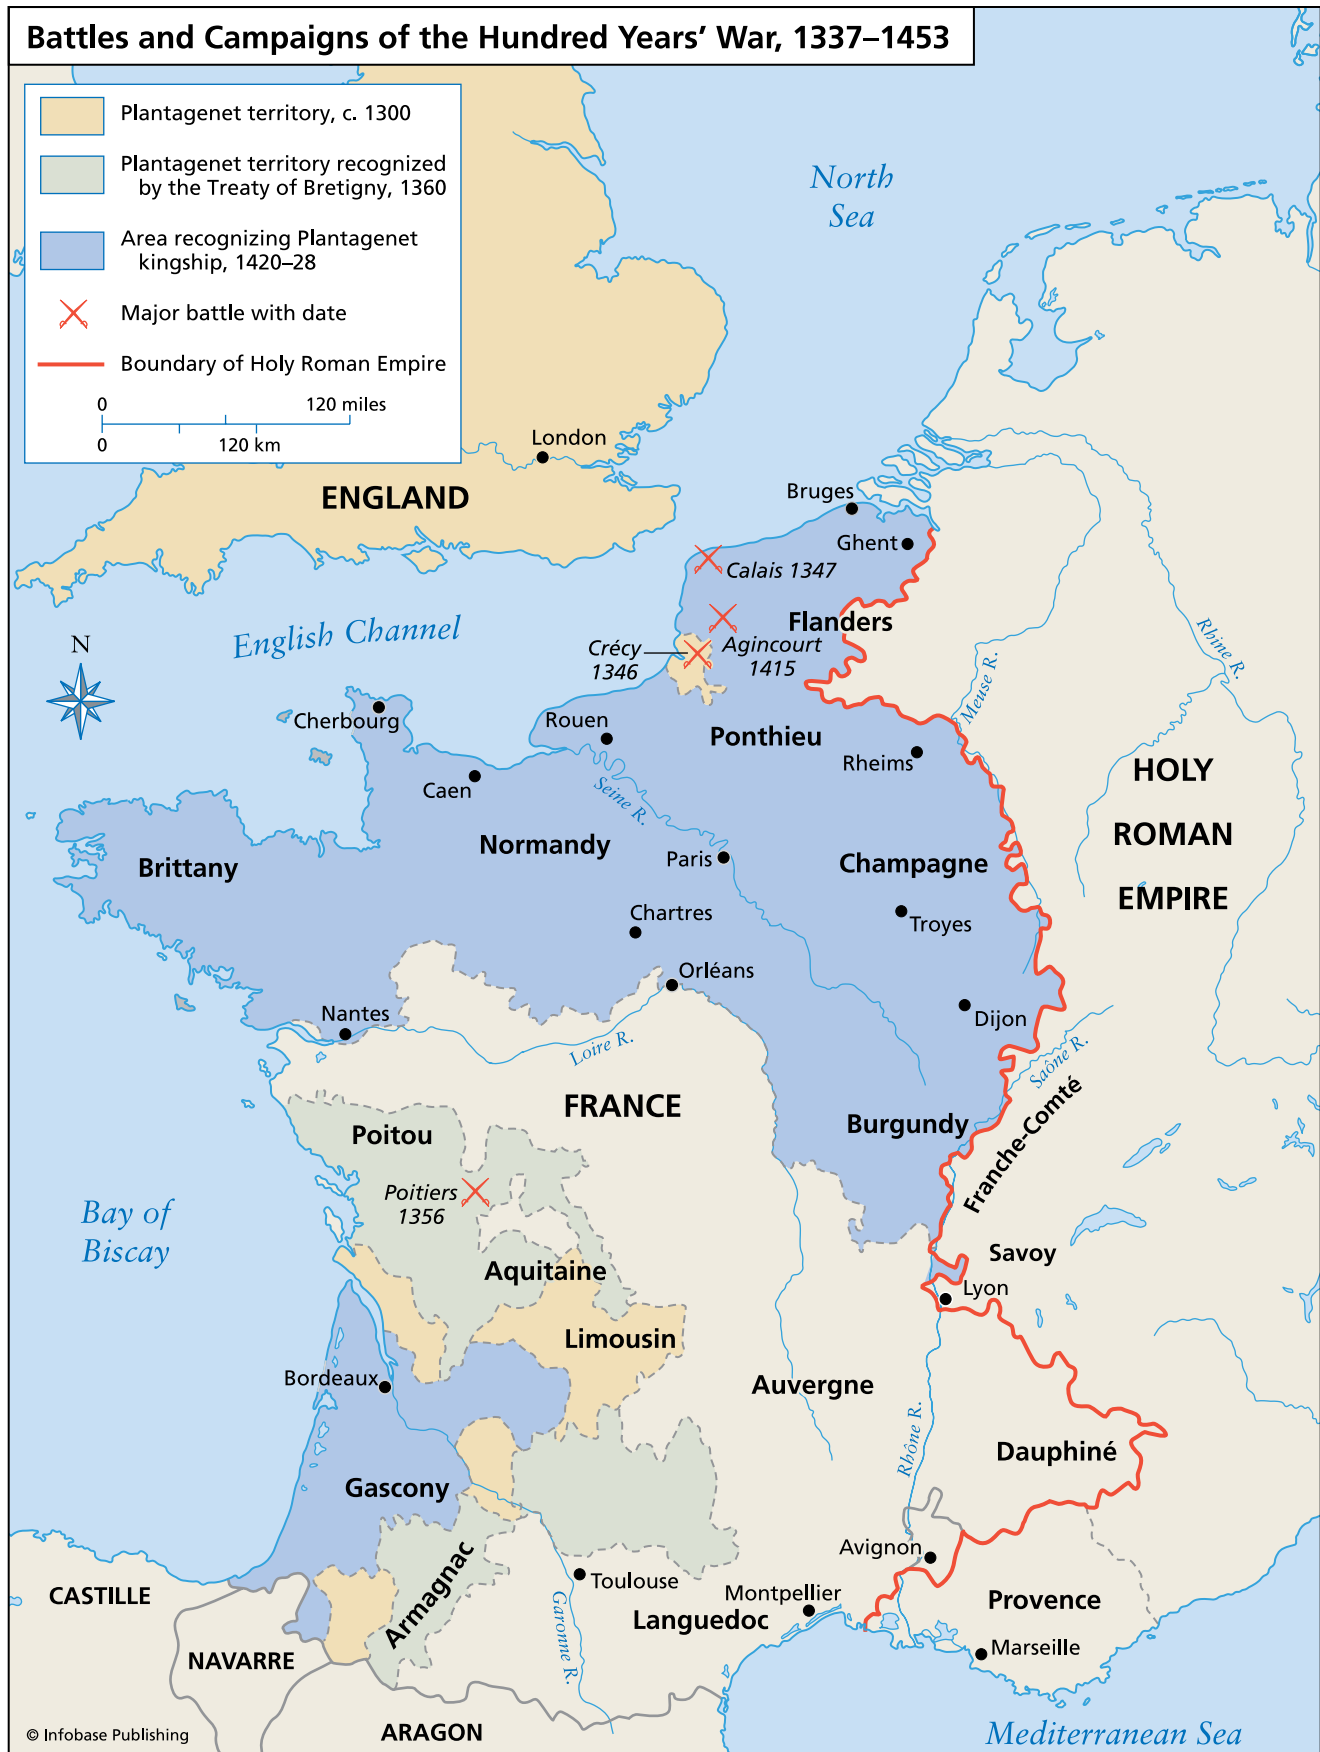 Battles and Campaigns of the Hundred Years’ War, 1337–1453
Plantagenet territory, c. 1300
Plantagenet territory recognized
by the Treaty of Bretigny, 1360
Area recognizing Plantagenet
kingship, 1420–28
Major battle with date
Boundary of Holy Roman Empire
0 120 miles
0 120 km
North
Sea
London
ENGLAND
Bruges
Ghent
Calais 1347
Flanders
English Channel
N
Crécy
1346
Agincourt
1415
Rhine R.
Meuse R.
Cherbourg
Rouen
Ponthieu
Rheims
HOLY
ROMAN
EMPIRE
Caen
Seine R.
Normandy
Paris
Champagne
Brittany
Chartres
Troyes
Orléans
Nantes
Dijon
Loire R.
Saône R.
FRANCE
Burgundy
Franche-Comté
Poitou
Poitiers
1356
Bay of
Biscay
Savoy
Aquitaine
Lyon
Limousin
Bordeaux
Auvergne
Rhône R.
Dauphiné
Gascony
Avignon
Armagnac
CASTILLE
Toulouse
Montpellier
Languedoc
Provence
Garonne R.
NAVARRE
Marseille
ARAGON
Mediterranean Sea
© Infobase Publishing